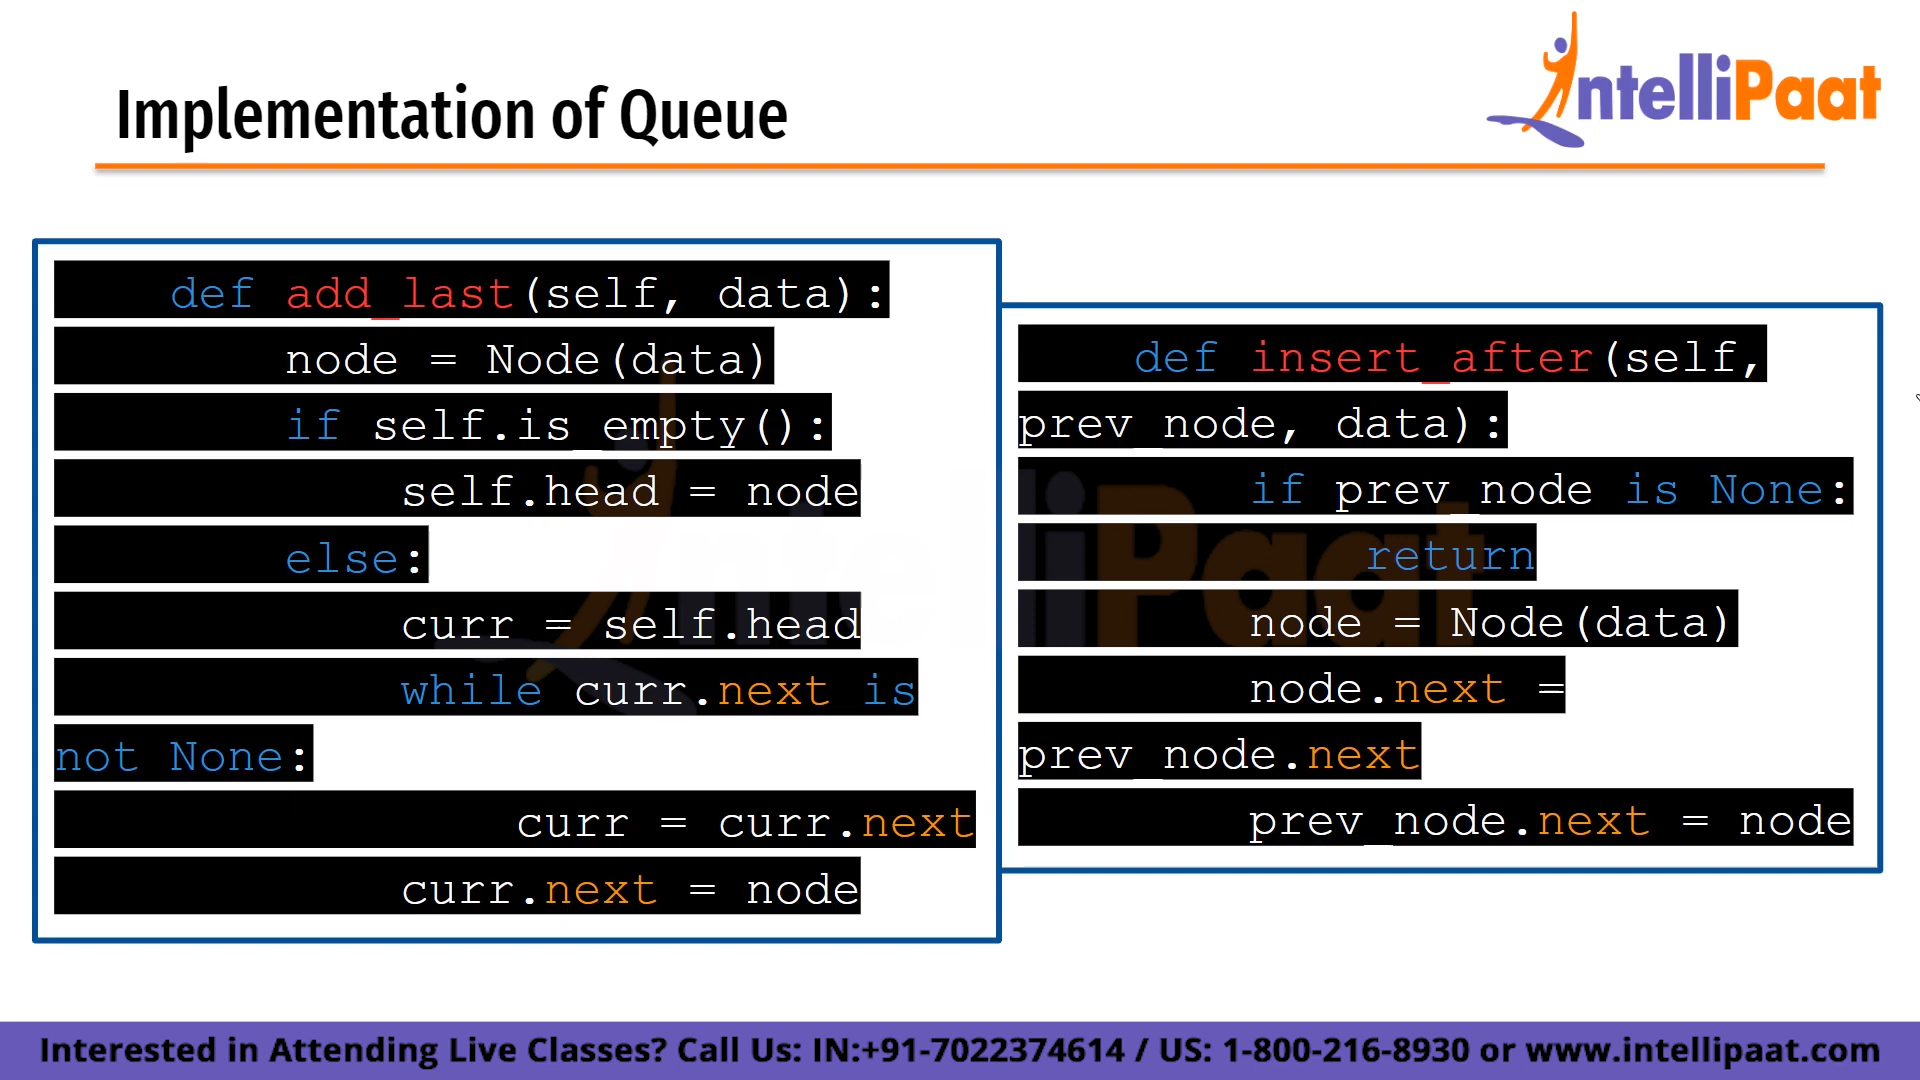 Implementation of Queue
IntelliPaat
def add_last(self, data):
node = Node(data)
if self.is_empty():
self.head = node
else:
curr = self.head
while curr.next is
not None:
curr = curr.next
curr.next = node
def insert_after(self,
prev_node, data):
if prev_node is None:
return
node = Node(data)
node.next =
prev_node.next
prev_node.next = node
IntelliPaat
Interested in Attending Live Classes? Call Us: IN:+91-7022374614 / US: 1-800-216-8930 or www.intellipaat.com